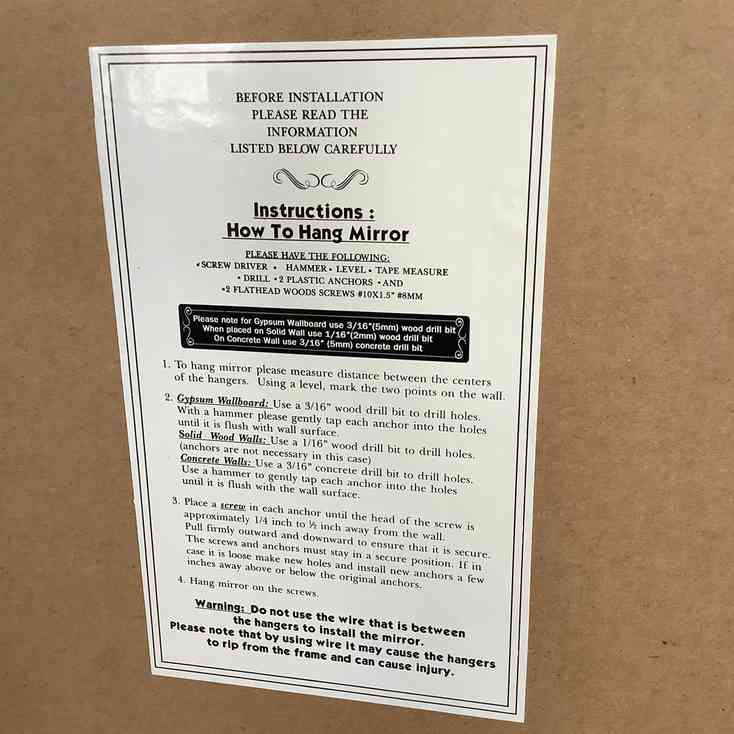 BEFORE INSTALLATION
PLEASE READ THE
INFORMATION
LISTED BELOW CAREFULLY
Instructions :
How To Hang Mirror
PLEASE HAVE THE FOLLOWING:
•SCREW DRIVER • HAMMER • LEVEL • TAPE MEASURE
• DRILL •2 PLASTIC ANCHORS •AND
•2 FLATHEAD WOODS SCREWS #10X1.5" #8MM
Please note for Gypsum Wallboard use 3/16"(5mm) wood drill bit
When placed on Solid Wall use 1/16"(2mm) wood drill bit
On Concrete Wall use 3/16" (5mm) concrete drill bit
1. To hang mirror please measure distance between the centers
of the hangers. Using a level, mark the two points on the wall.
2. Gypsum Wallboard: Use a 3/16" wood drill bit to drill holes.
With a hammer please gently tap each anchor into the holes
until it is flush with wall surface.
Solid Wood Walls: Use a 1/16" wood drill bit to drill holes.
(anchors are not necessary in this case)
Concrete Walls: Use a 3/16" concrete drill bit to drill holes.
Use a hammer to gently tap each anchor into the holes
until it is flush with the wall surface.
3. Place a screw in each anchor until the head of the screw is
approximately 1/4 inch to ½ inch away from the wall.
Pull firmly outward and downward to ensure that it is secure.
The screws and anchors must stay in a secure position. If in
case it is loose make new holes and install new anchors a few
inches away above or below the original anchors.
4. Hang mirror on the screws.
Warning: Do not use the wire that is between
the hangers to install the mirror.
Please note that by using wire it may cause the hangers
to rip from the frame and can cause injury.